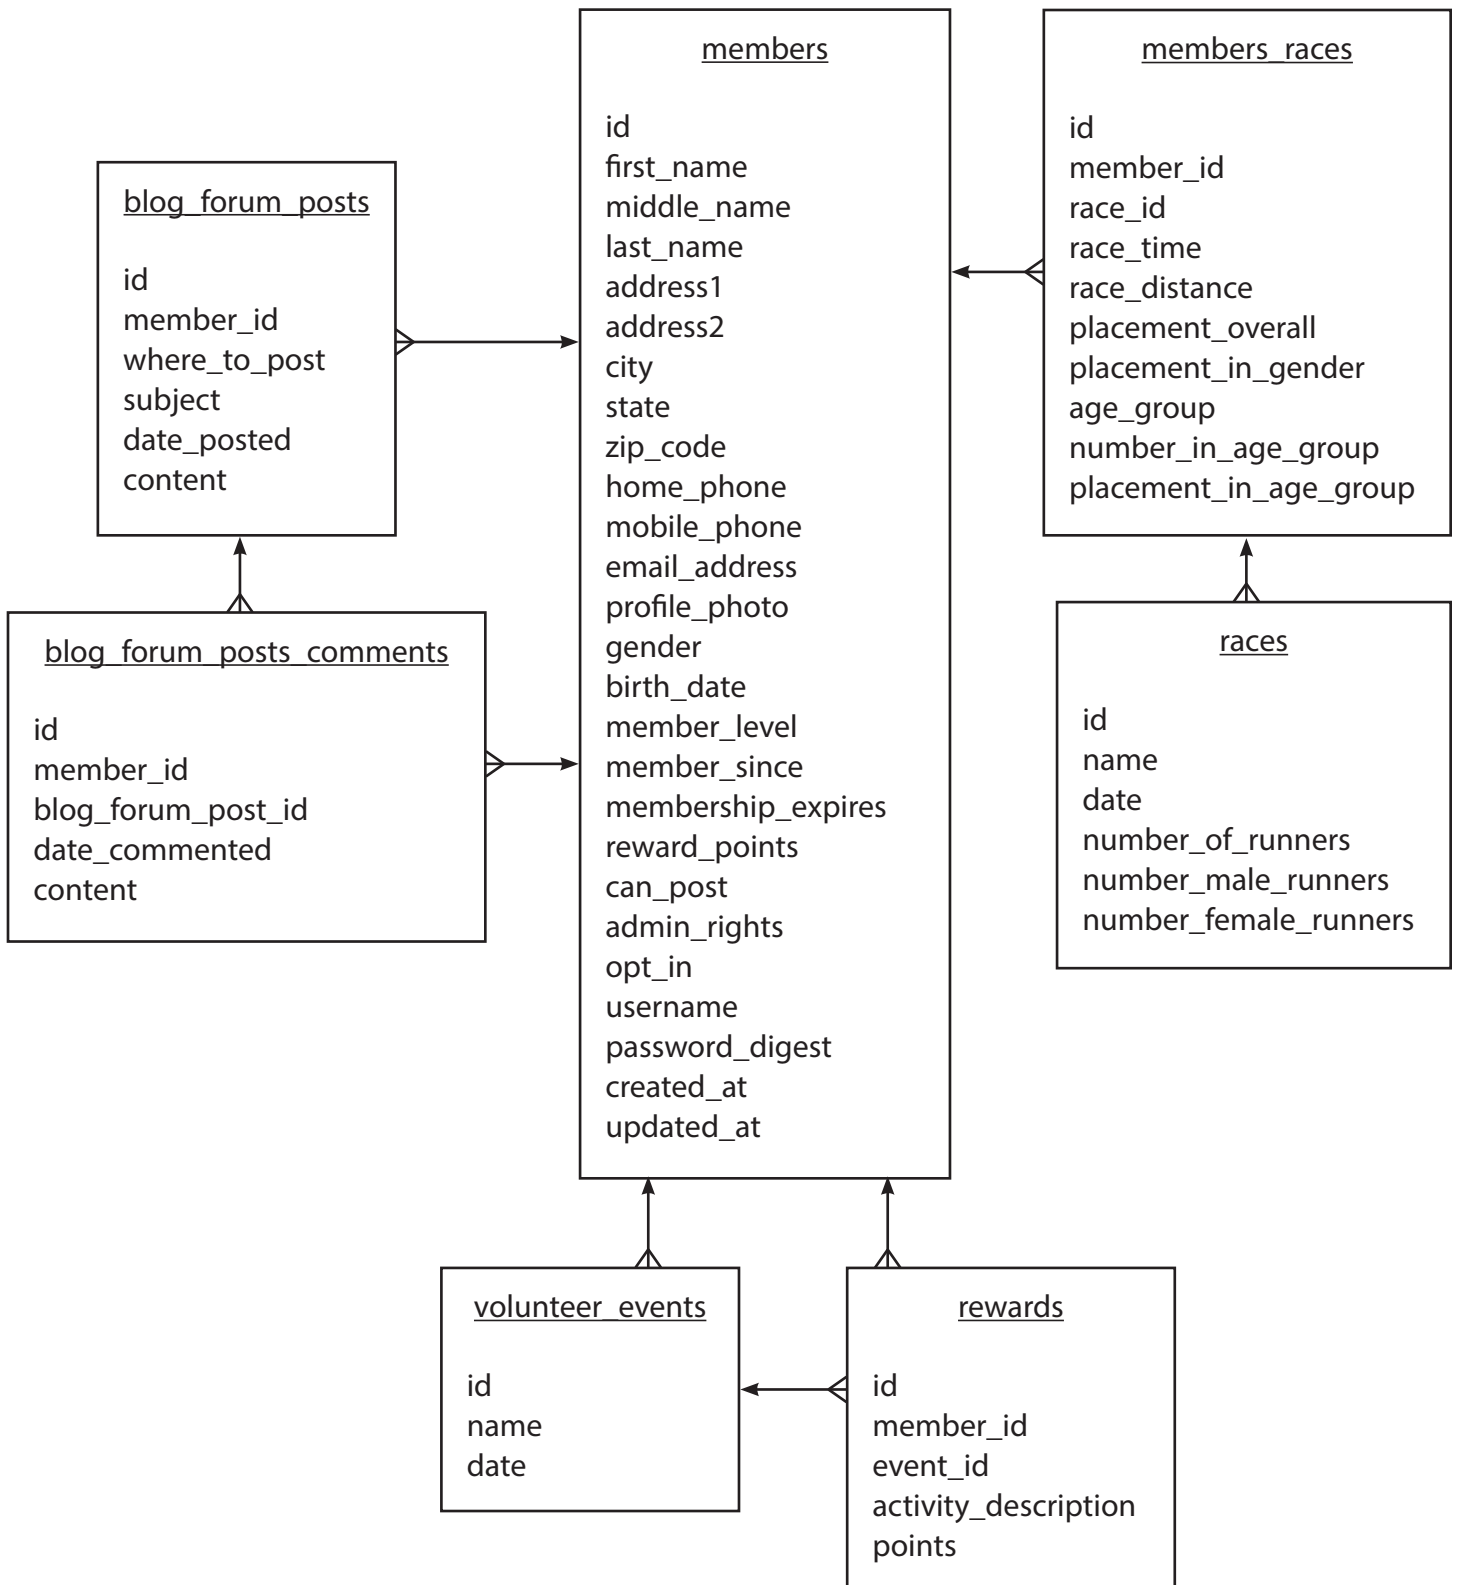 members
id
first_name
middle_name
last_name
address1
address2
city
state
zip_code
home_phone
mobile_phone
email_address
profile_photo
gender
birth_date
member_level
member_since
membership_expires
reward_points
can_post
admin_rights
opt_in
username
password_digest
created_at
updated_at
members_races
id
member_id
race_id
race_time
race_distance
placement_overall
placement_in_gender
age_group
number_in_age_group
placement_in_age_group
blog_forum_posts
id
member_id
where_to_post
subject
date_posted
content
blog_forum_posts_comments
id
member_id
blog_forum_post_id
date_commented
content
races
id
name
date
number_of_runners
number_male_runners
number_female_runners
volunteer_events
id
name
date
rewards
id
member_id
event_id
activity_description
points